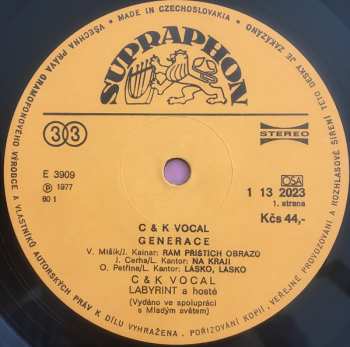 MADE IN CZECHOSLOVAKIA • VŠECHNA PRÁVA GRAMOFONOVÉHO VÝROBCE A VLASTNÍKŮ AUTORSKÝCH PRÁV K DÍLU VYHRAŽENA. POŘIZOVÁNÍ KOPIÍ, VEŘEJNÉ PROVOZOVÁNÍ A ROZHLASOVÉ ŠÍŘENÍ TÉTO DESKY JE ZAKÁZÁNO
SUPRAPHON
33
STEREO
E 3909
Ⓟ 1977
60 1
OSA
1 13 2023
1. strana
Kčs 44,-
C & K VOCAL
GENERACE
V. Mišík/J. Kainar: RÁM PŘÍŠTÍCH OBRAZŮ
J. Cerha/L. Kantor: NA KRAJI
O. Petřina/L. Kantor: LÁSKO, LÁSKO
C & K VOCAL
LABYRINT a hosté
(Vydáno ve spolupráci
s Mladým světem)